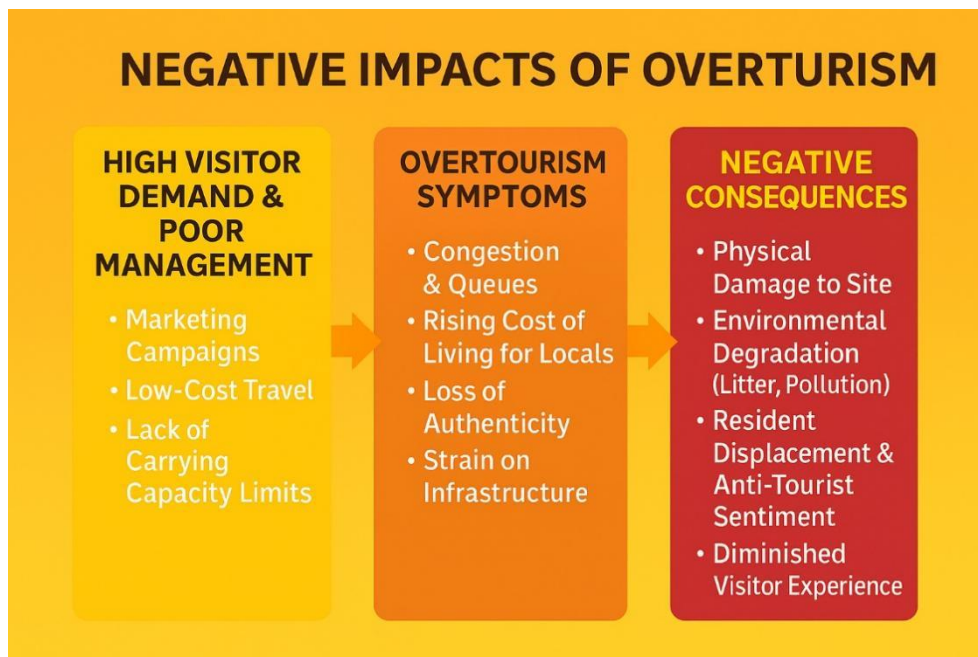 NEGATIVE IMPACTS OF OVERTURISM
HIGH VISITOR
DEMAND &
POOR
MANAGEMENT
• Marketing
Campaigns
• Low-Cost Travel
• Lack of
Carrying
Capacity Limits
OVERTOURISM
SYMPTOMS
• Congestion
& Queues
• Rising Cost of
Living for Locals
• Loss of
Authenticity
• Strain on
Infrastructure
NEGATIVE
CONSEQUENCES
• Physical
Damage to Site
• Environmental
Degradation
(Litter, Pollution)
• Resident
Displacement &
Anti-Tourist
Sentiment
• Diminished
Visitor Experience